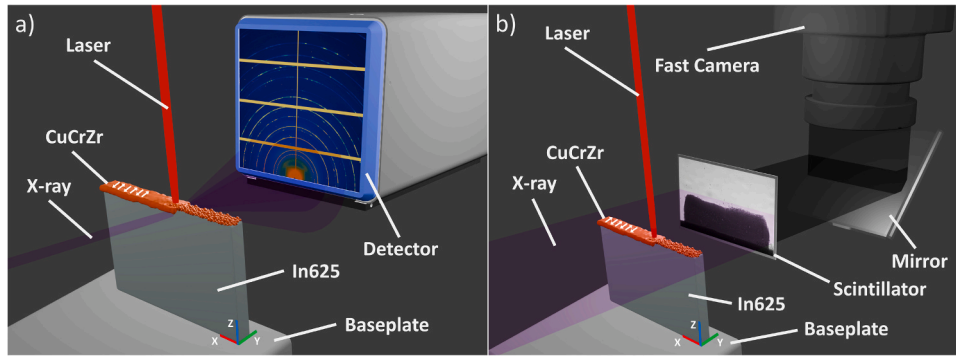 a)
Laser
CuCrZr
X-ray
Detector
In625
Baseplate
Z
X
Y
b)
Laser
Fast Camera
CuCrZr
X-ray
Mirror
Scintillator
In625
Baseplate
Z
X
Y